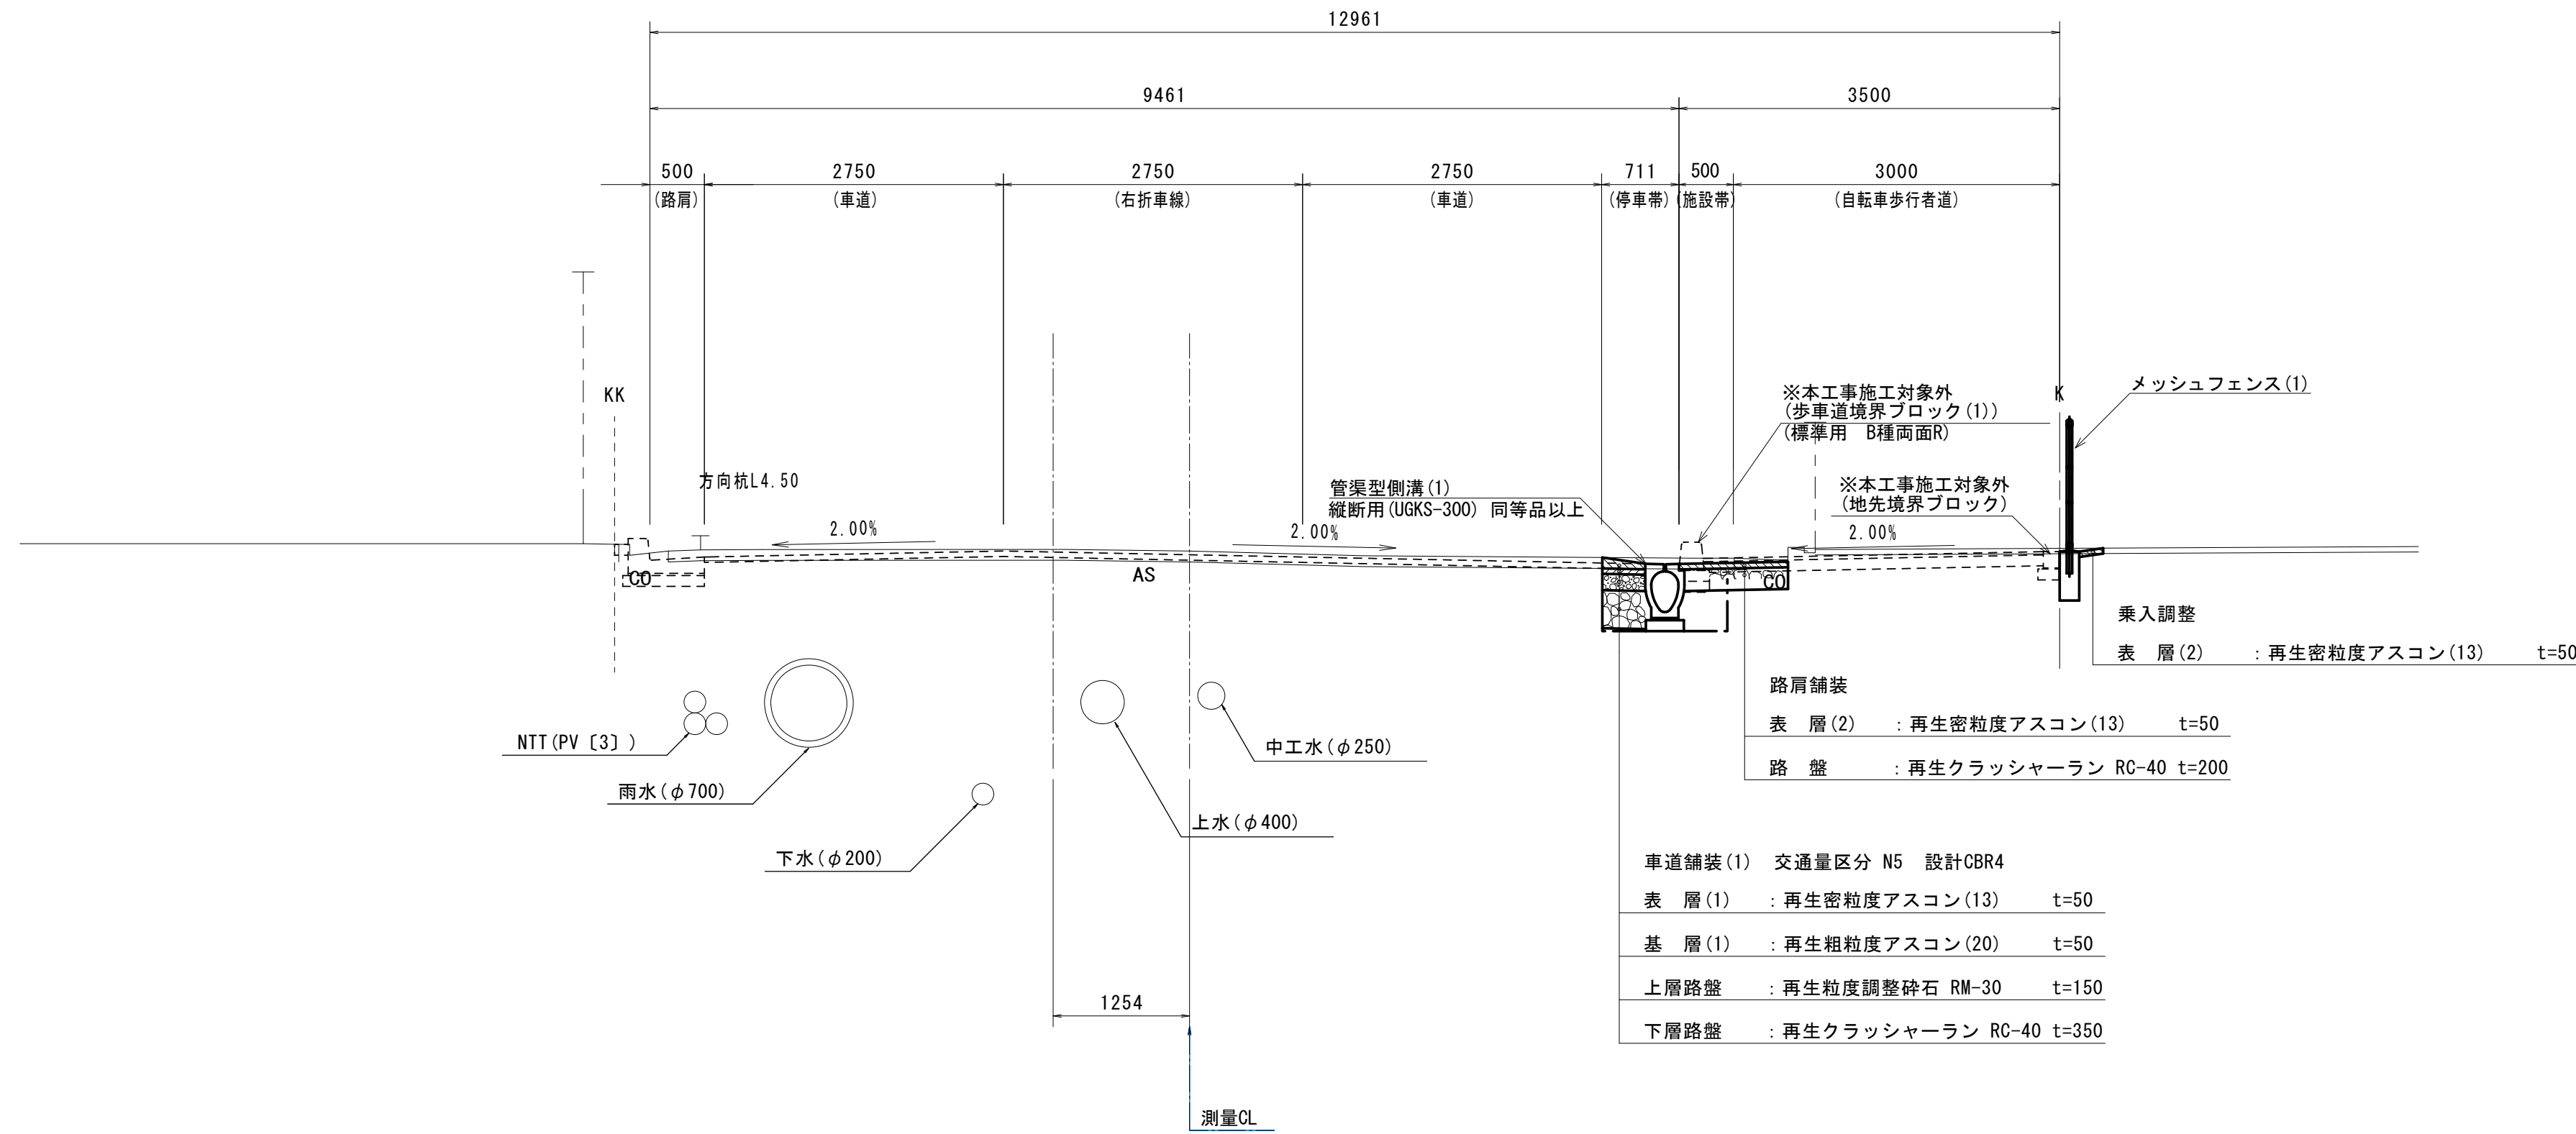 12961
9461
3500
500
2750
2750
2750
711
500
3000
(路肩)
(車道)
(右折車線)
(車道)
(停車帯)
(施設帯)
(自転車歩行者道)
KK
K
メッシュフェンス(1)
※本工事施工対象外
(歩車道境界ブロック(1))
(標準用　B種両面R)
方向杭L4.50
管渠型側溝(1)
縦断用(UGKS-300) 同等品以上
※本工事施工対象外
(地先境界ブロック)
2.00%
2.00%
2.00%
CO
AS
CO
乗入調整
表　層(2)　　：再生密粒度アスコン(13)　　t=50
路肩舗装
表　層(2)　　：再生密粒度アスコン(13)　　t=50
路　盤　　　：再生クラッシャーラン RC-40 t=200
NTT(PV〔3〕)
中工水(φ250)
雨水(φ700)
上水(φ400)
下水(φ200)
車道舗装(1)　交通量区分 N5　設計CBR4
表　層(1)　　：再生密粒度アスコン(13)　　t=50
基　層(1)　　：再生粗粒度アスコン(20)　　t=50
上層路盤　　：再生粒度調整砕石 RM-30　　t=150
下層路盤　　：再生クラッシャーラン RC-40 t=350
1254
測量CL